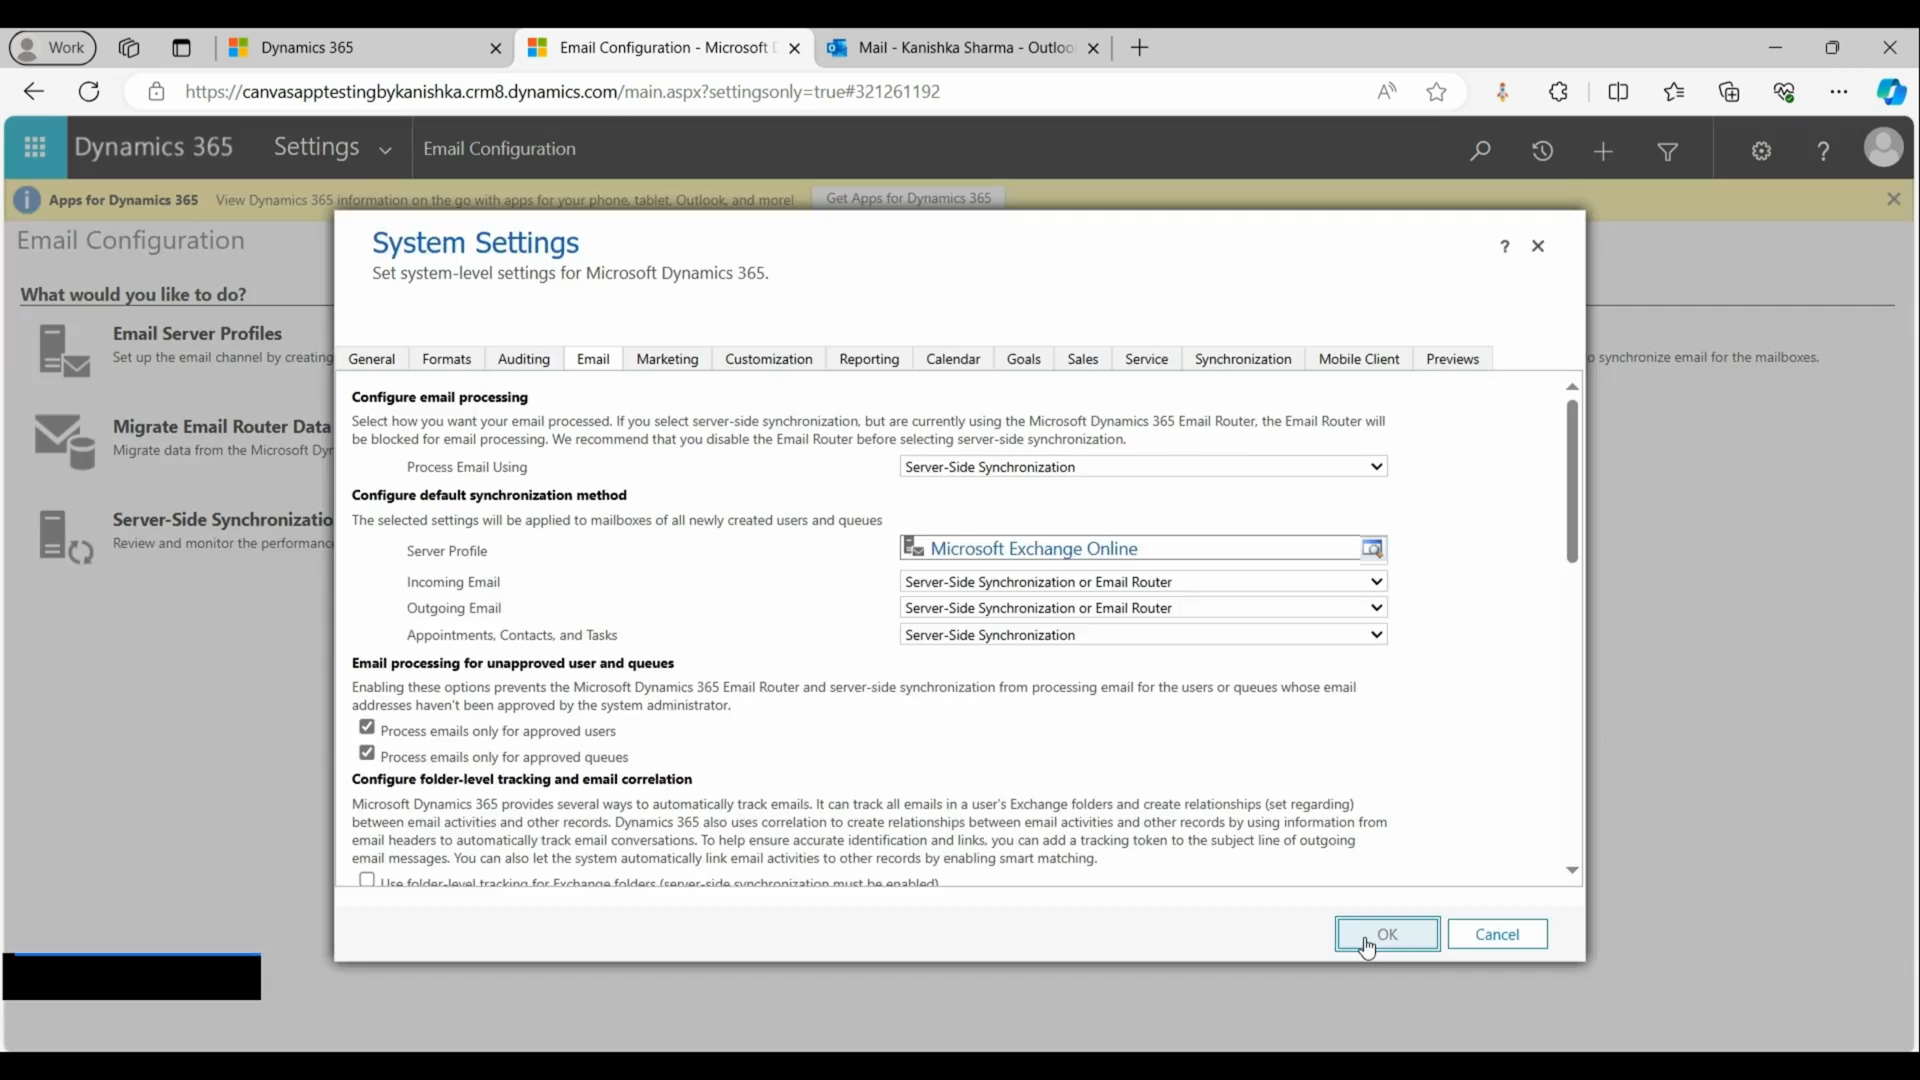 Work
Dynamics 365
Email Configuration - Microsoft
Mail - Kanishka Sharma - Outlo
https://canvasapptestingbykanishka.crm8.dynamics.com/main.aspx?settingsonly=true#321261192
Dynamics 365
Settings
Email Configuration
Apps for Dynamics 365 View Dynamics 365 information on the go with apps for your phone, tablet, Outlook, and more!
Get Apps for Dynamics 365
Email Configuration
What would you like to do?
Email Server Profiles
Set up the email channel by creating
o synchronize email for the mailboxes.
Migrate Email Router Data
Migrate data from the Microsoft Dyn
Server-Side Synchronizatio
Review and monitor the performance
System Settings
Set system-level settings for Microsoft Dynamics 365.
General Formats Auditing Email Marketing Customization Reporting Calendar Goals Sales Service Synchronization Mobile Client Previews
Configure email processing
Select how you want your email processed. If you select server-side synchronization, but are currently using the Microsoft Dynamics 365 Email Router, the Email Router will
be blocked for email processing. We recommend that you disable the Email Router before selecting server-side synchronization.
Process Email Using Server-Side Synchronization
Configure default synchronization method
The selected settings will be applied to mailboxes of all newly created users and queues
Server Profile Microsoft Exchange Online
Incoming Email Server-Side Synchronization or Email Router
Outgoing Email Server-Side Synchronization or Email Router
Appointments, Contacts, and Tasks Server-Side Synchronization
Email processing for unapproved user and queues
Enabling these options prevents the Microsoft Dynamics 365 Email Router and server-side synchronization from processing email for the users or queues whose email
addresses haven't been approved by the system administrator.
Process emails only for approved users
Process emails only for approved queues
Configure folder-level tracking and email correlation
Microsoft Dynamics 365 provides several ways to automatically track emails. It can track all emails in a user's Exchange folders and create relationships (set regarding)
between email activities and other records. Dynamics 365 also uses correlation to create relationships between email activities and other records by using information from
email headers to automatically track email conversations. To help ensure accurate identification and links, you can add a tracking token to the subject line of outgoing
email messages. You can also let the system automatically link email activities to other records by enabling smart matching.
Use folder-level tracking for Exchange folders (server-side synchronization must be enabled)
OK
Cancel